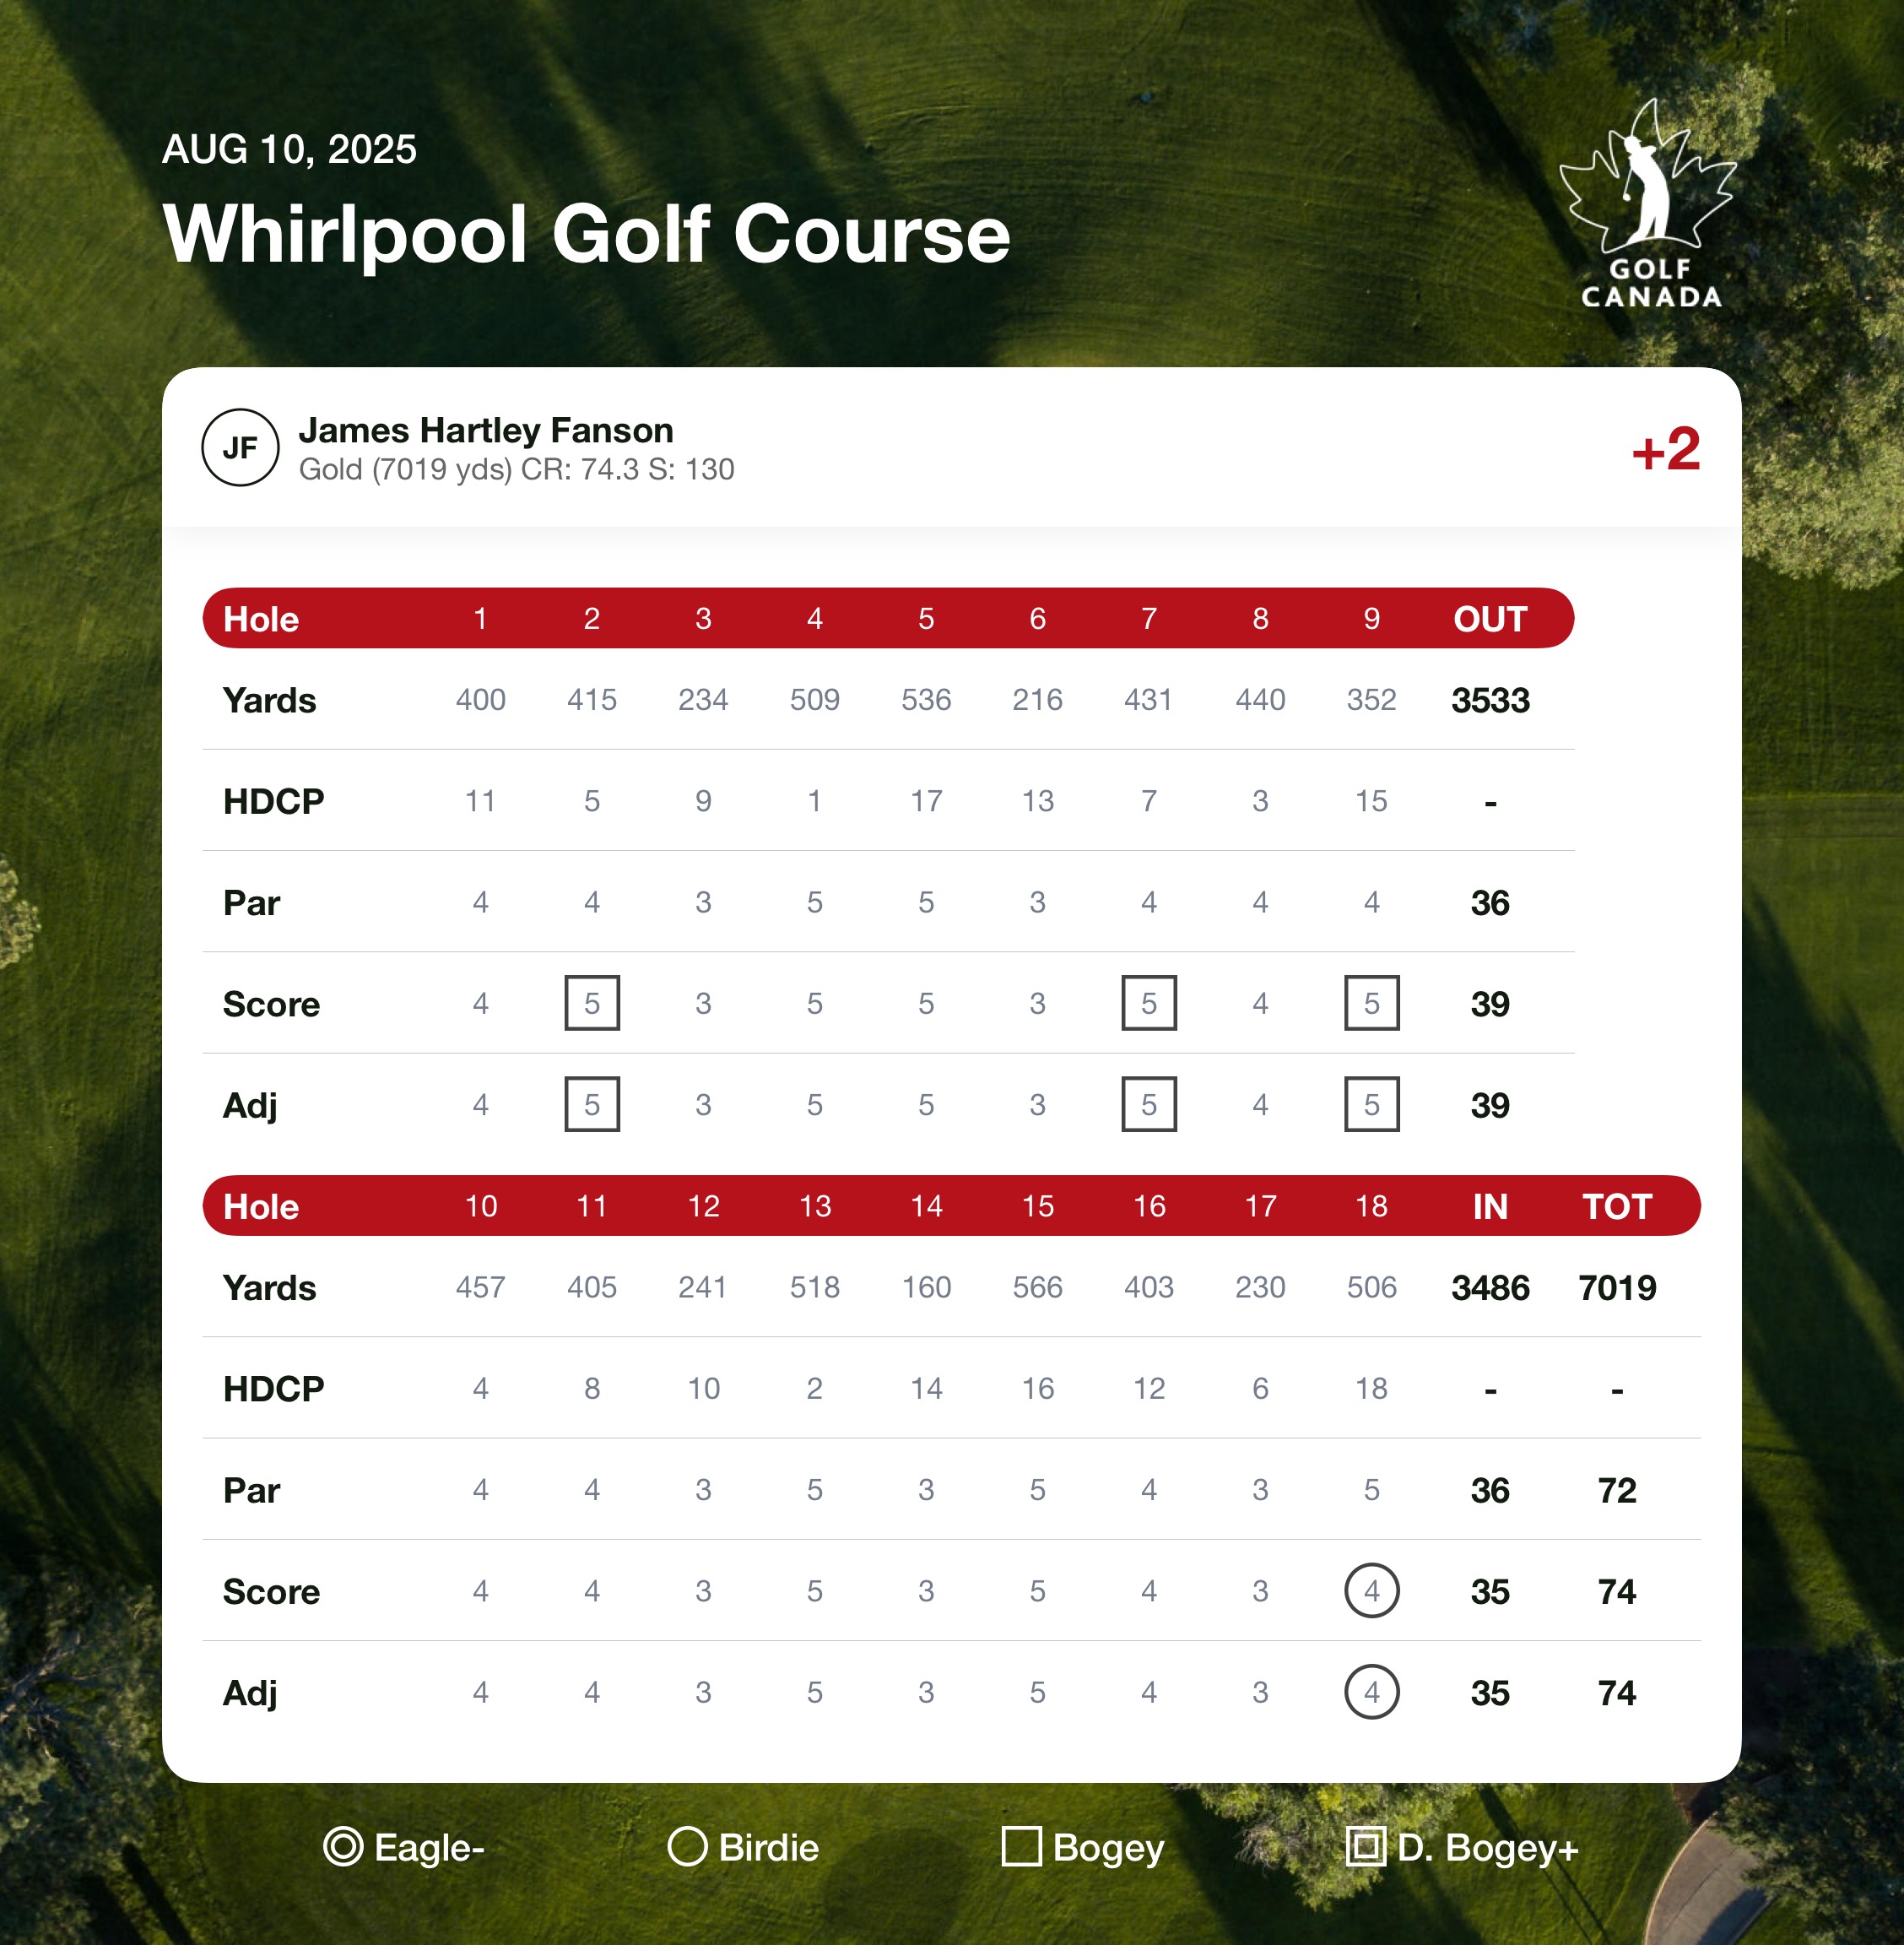 AUG 10, 2025
Whirlpool Golf Course
GOLF
CANADA
JF
James Hartley Fanson
Gold (7019 yds) CR: 74.3 S: 130
+2
Hole 1 2 3 4 5 6 7 8 9 OUT
Yards 400 415 234 509 536 216 431 440 352 3533
HDCP 11 5 9 1 17 13 7 3 15 -
Par 4 4 3 5 5 3 4 4 4 36
Score 4 5 3 5 5 3 5 4 5 39
Adj 4 5 3 5 5 3 5 4 5 39
Hole 10 11 12 13 14 15 16 17 18 IN TOT
Yards 457 405 241 518 160 566 403 230 506 3486 7019
HDCP 4 8 10 2 14 16 12 6 18 - -
Par 4 4 3 5 3 5 4 3 5 36 72
Score 4 4 3 5 3 5 4 3 4 35 74
Adj 4 4 3 5 3 5 4 3 4 35 74
Eagle- Birdie Bogey D. Bogey+